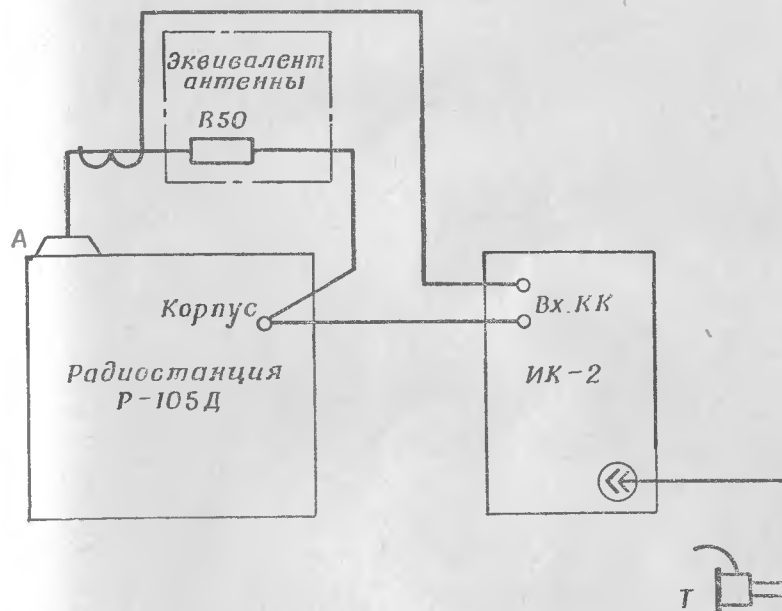 Эквивалент
антенны
R50
А
Корпус
Вх. КК
Радиостанция
Р-105Д
ИК-2
Т